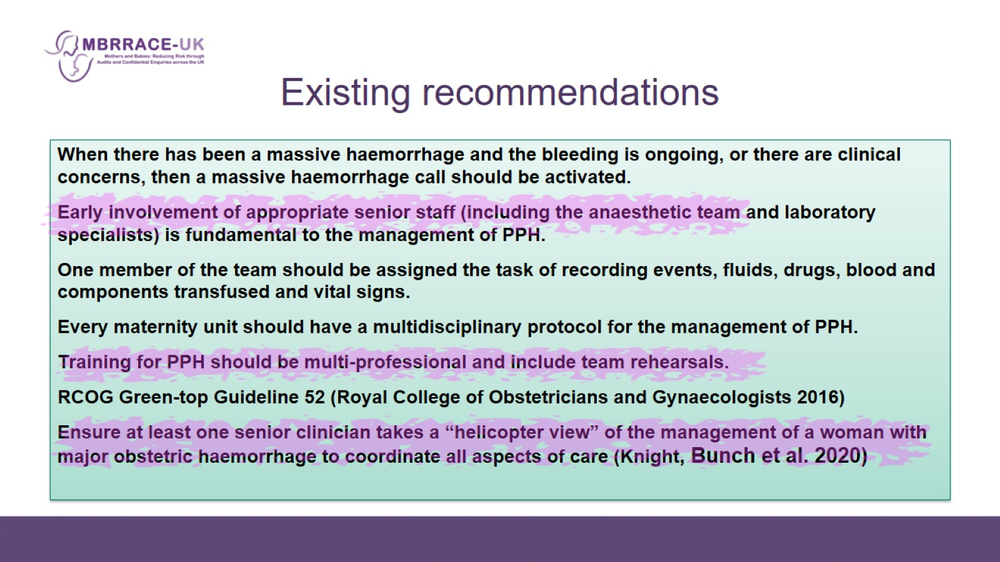 MBRRACE-UK
Mothers and Babies: Reducing Risk through
Audits and Confidential Enquiries across the UK
Existing recommendations
When there has been a massive haemorrhage and the bleeding is ongoing, or there are clinical
concerns, then a massive haemorrhage call should be activated.
Early involvement of appropriate senior staff (including the anaesthetic team and laboratory
specialists) is fundamental to the management of PPH.
One member of the team should be assigned the task of recording events, fluids, drugs, blood and
components transfused and vital signs.
Every maternity unit should have a multidisciplinary protocol for the management of PPH.
Training for PPH should be multi-professional and include team rehearsals.
RCOG Green-top Guideline 52 (Royal College of Obstetricians and Gynaecologists 2016)
Ensure at least one senior clinician takes a “helicopter view” of the management of a woman with
major obstetric haemorrhage to coordinate all aspects of care (Knight, Bunch et al. 2020)